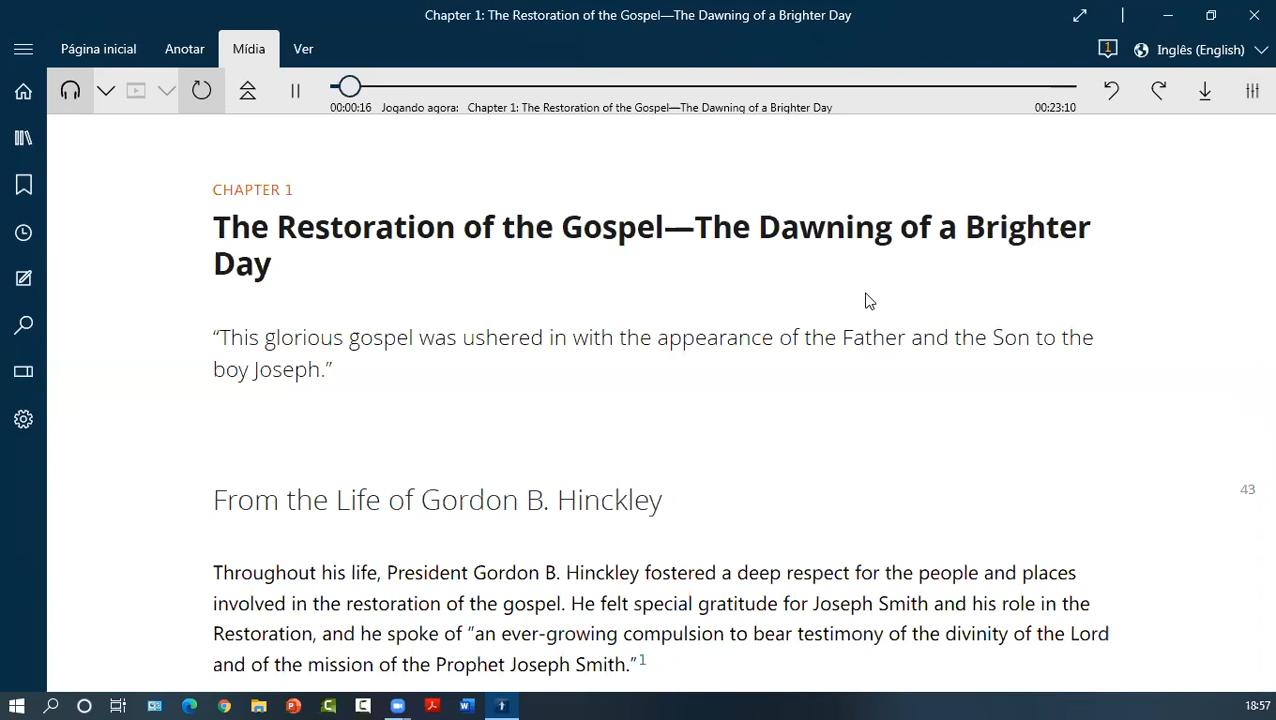 Chapter 1: The Restoration of the Gospel—The Dawning of a Brighter Day
Página inicial
Anotar
Mídia
Ver
1
Inglês (English)
00:00:16
Jogando agora:
Chapter 1: The Restoration of the Gospel—The Dawning of a Brighter Day
00:23:10
CHAPTER 1
The Restoration of the Gospel—The Dawning of a Brighter
Day
“This glorious gospel was ushered in with the appearance of the Father and the Son to the
boy Joseph.”
From the Life of Gordon B. Hinckley
43
Throughout his life, President Gordon B. Hinckley fostered a deep respect for the people and places
involved in the restoration of the gospel. He felt special gratitude for Joseph Smith and his role in the
Restoration, and he spoke of “an ever-growing compulsion to bear testimony of the divinity of the Lord
and of the mission of the Prophet Joseph Smith.”1
18:57